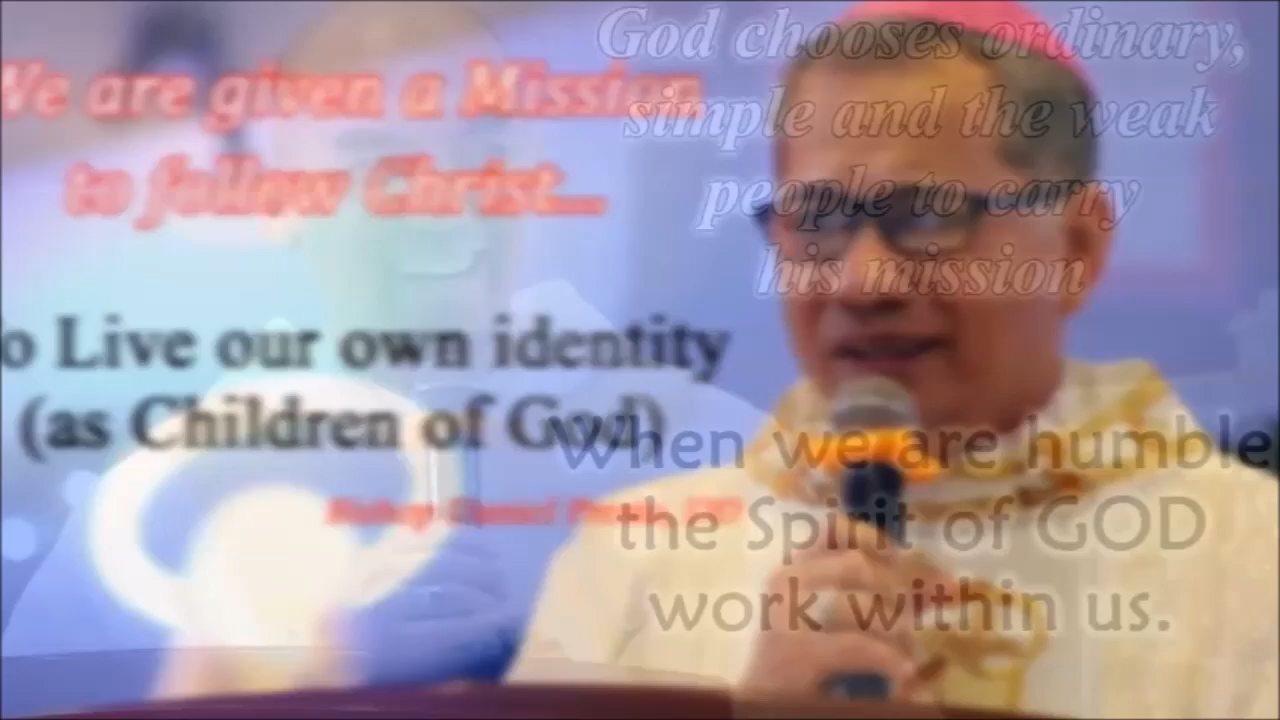 We are given a Mission
to follow Christ...
o Live our own identity
(as Children of God)
Bishop
God chooses ordinary,
simple and the weak
people to carry
his mission
When we are humble
the Spirit of GOD
work within us.